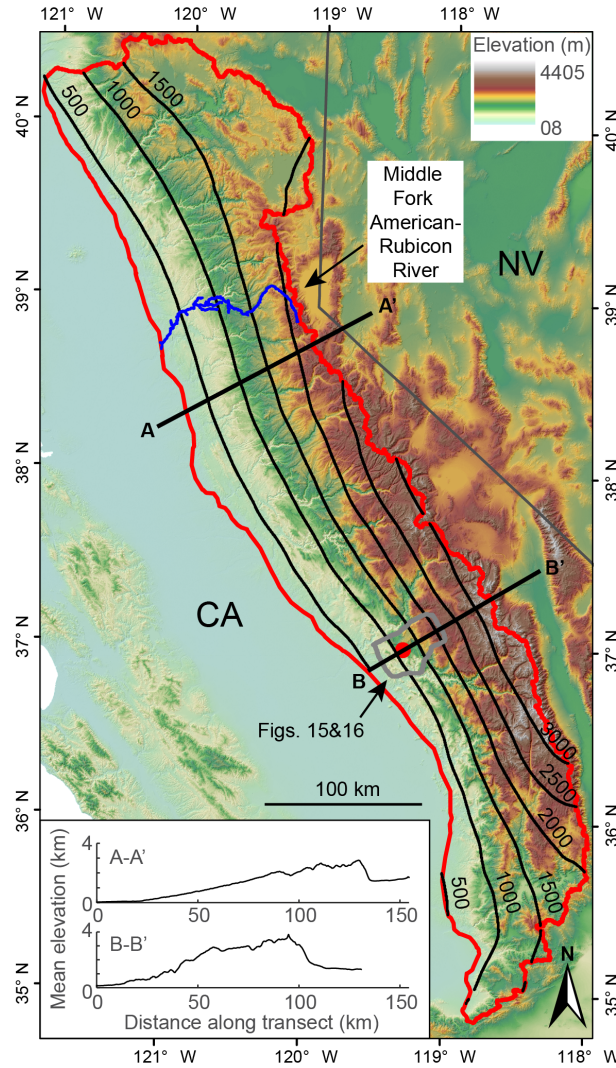 121° W
120° W
119° W
118° W
Elevation (m)
4405
08
500
1000
1500
40° N
40° N
Middle
Fork
American-
Rubicon
River
NV
39° N
39° N
A'
A
38° N
38° N
B'
CA
37° N
37° N
B
Figs. 15&16
3000
100 km
2500
36° N
36° N
2000
Mean elevation (km)
4
A-A’
0
0
50
100
150
4
B-B’
0
0
50
100
150
Distance along transect (km)
500
1000
1500
N
35° N
35° N
121° W
120° W
119° W
118° W